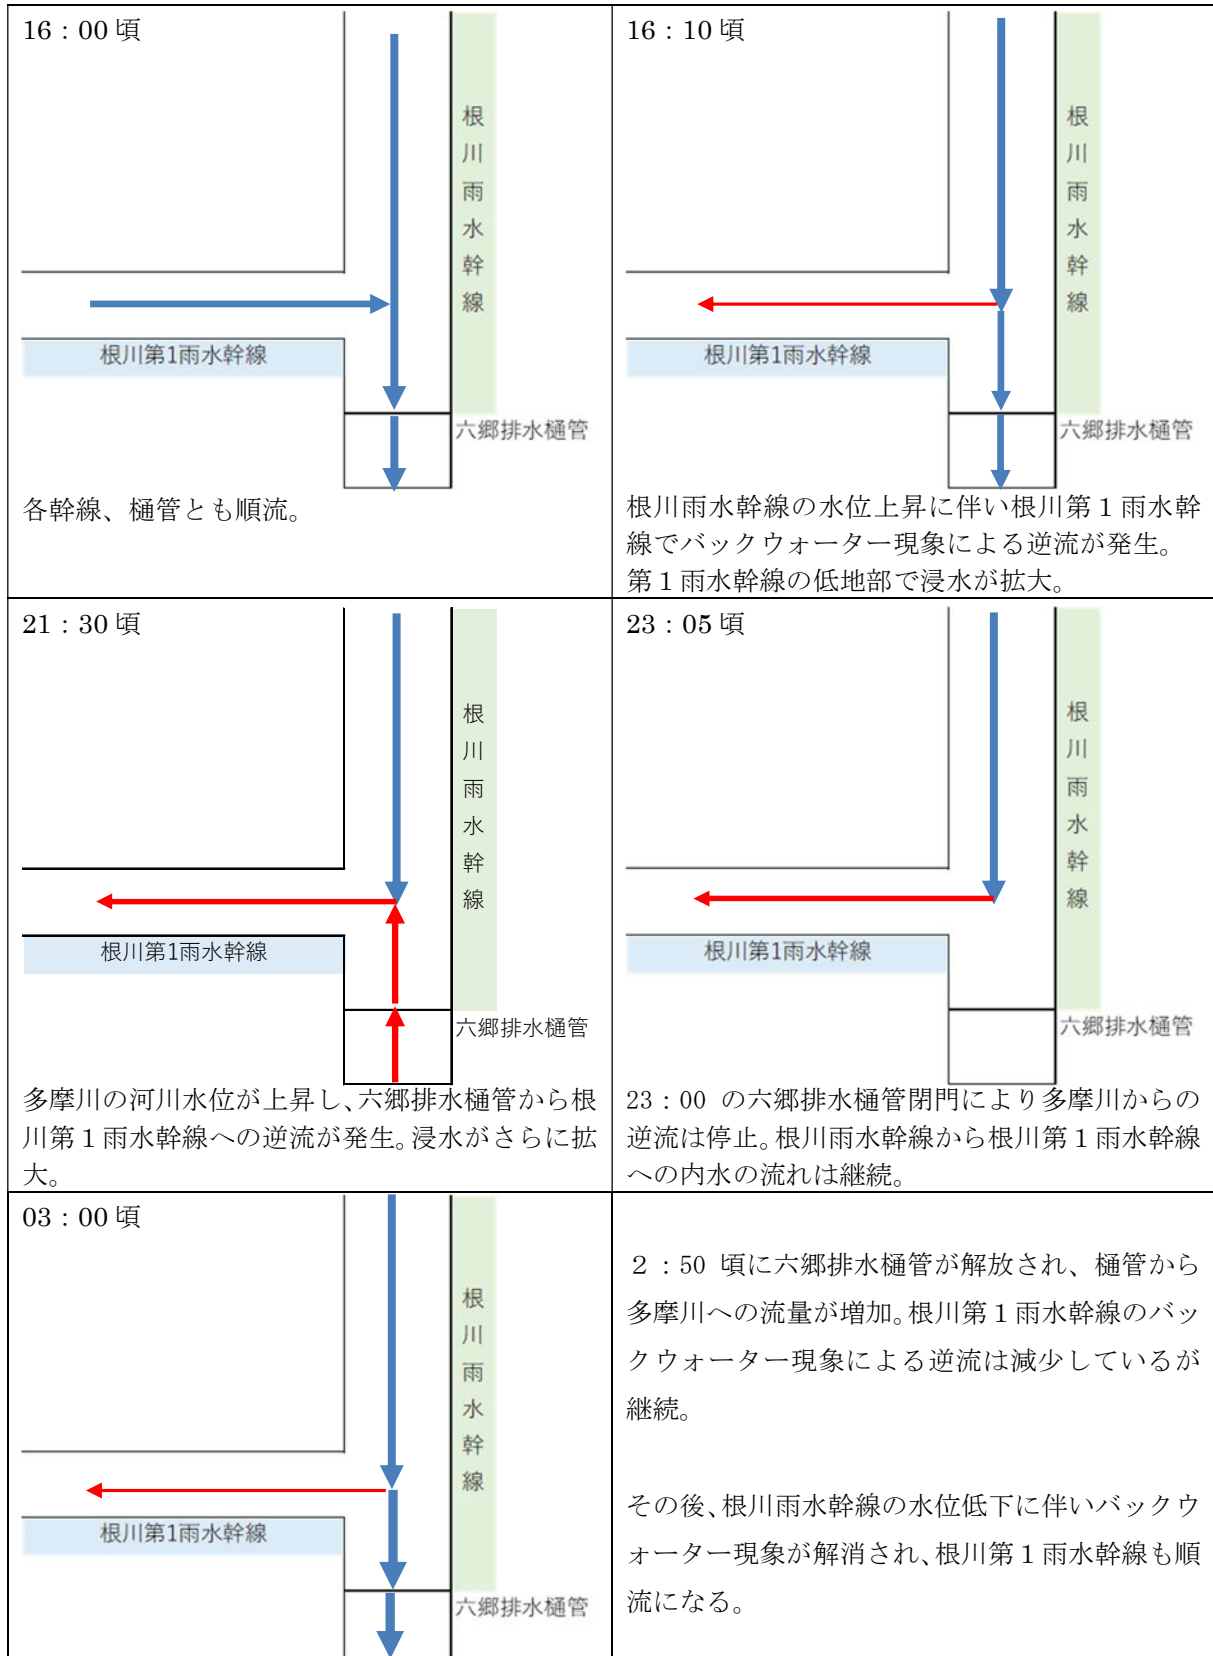 16：00 頃
根川雨水幹線
根川第1雨水幹線
六郷排水樋管
各幹線、樋管とも順流。
16：10 頃
根川雨水幹線
根川第1雨水幹線
六郷排水樋管
根川雨水幹線の水位上昇に伴い根川第１雨水幹
線でバックウォーター現象による逆流が発生。
第１雨水幹線の低地部で浸水が拡大。
21：30 頃
根川雨水幹線
根川第1雨水幹線
六郷排水樋管
多摩川の河川水位が上昇し、六郷排水樋管から根
川第１雨水幹線への逆流が発生。浸水がさらに拡
大。
23：05 頃
根川雨水幹線
根川第1雨水幹線
六郷排水樋管
23：00 の六郷排水樋管閉門により多摩川からの
逆流は停止。根川雨水幹線から根川第１雨水幹線
への内水の流れは継続。
03：00 頃
根川雨水幹線
根川第1雨水幹線
六郷排水樋管
２：50 頃に六郷排水樋管が解放され、樋管から
多摩川への流量が増加。根川第１雨水幹線のバッ
クウォーター現象による逆流は減少しているが
継続。
その後、根川雨水幹線の水位低下に伴いバックウ
ォーター現象が解消され、根川第１雨水幹線も順
流になる。